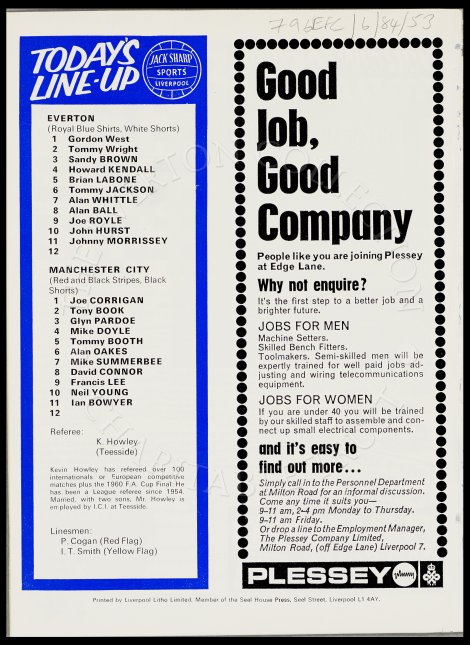 796EFC/6/84/53
TODAY'S
LINE-UP
JACK SHARP
SPORTS
LIVERPOOL
EVERTON
(Royal Blue Shirts, White Shorts)
1 Gordon West
2 Tommy Wright
3 Sandy BROWN
4 Howard KENDALL
5 Brian LABONE
6 Tommy JACKSON
7 Alan WHITTLE
8 Alan BALL
9 Joe ROYLE
10 John HURST
11 Johnny MORRISSEY
12
MANCHESTER CITY
(Red and Black Stripes, Black
Shorts)
1 Joe CORRIGAN
2 Tony BOOK
3 Glyn PARDOE
4 Mike DOYLE
5 Tommy BOOTH
6 Alan OAKES
7 Mike SUMMERBEE
8 David CONNOR
9 Francis LEE
10 Neil YOUNG
11 Ian BOWYER
12
Referee:
K. Howley
(Teesside)
Kevin Howley has refereed over 100
internationals or European competitive
matches plus the 1960 F.A. Cup Final. He
has been a League referee since 1954.
Married, with two sons, Mr. Howley is
employed by I.C.I. at Teesside.
Linesmen:
P. Cogan (Red Flag)
I. T. Smith (Yellow Flag)
Good
Job,
Good
Company
People like you are joining Plessey
at Edge Lane.
Why not enquire?
It's the first step to a better job and a
brighter future.
JOBS FOR MEN
Machine Setters.
Skilled Bench Fitters.
Toolmakers. Semi-skilled men will be
expertly trained for well paid jobs ad-
justing and wiring telecommunications
equipment.
JOBS FOR WOMEN
If you are under 40 you will be trained
by our skilled staff to assemble and con-
nect up small electrical components.
and it's easy to
find out more...
Simply call in to the Personnel Department
at Milton Road for an informal discussion.
Come any time it suits you—
9-11 am, 2-4 pm Monday to Thursday.
9-11 am Friday.
Or drop a line to the Employment Manager,
The Plessey Company Limited,
Milton Road, (off Edge Lane) Liverpool 7.
PLESSEY
Printed by Liverpool Litho Limited, Member of the Seel House Press, Seel Street, Liverpool L1 4AY.